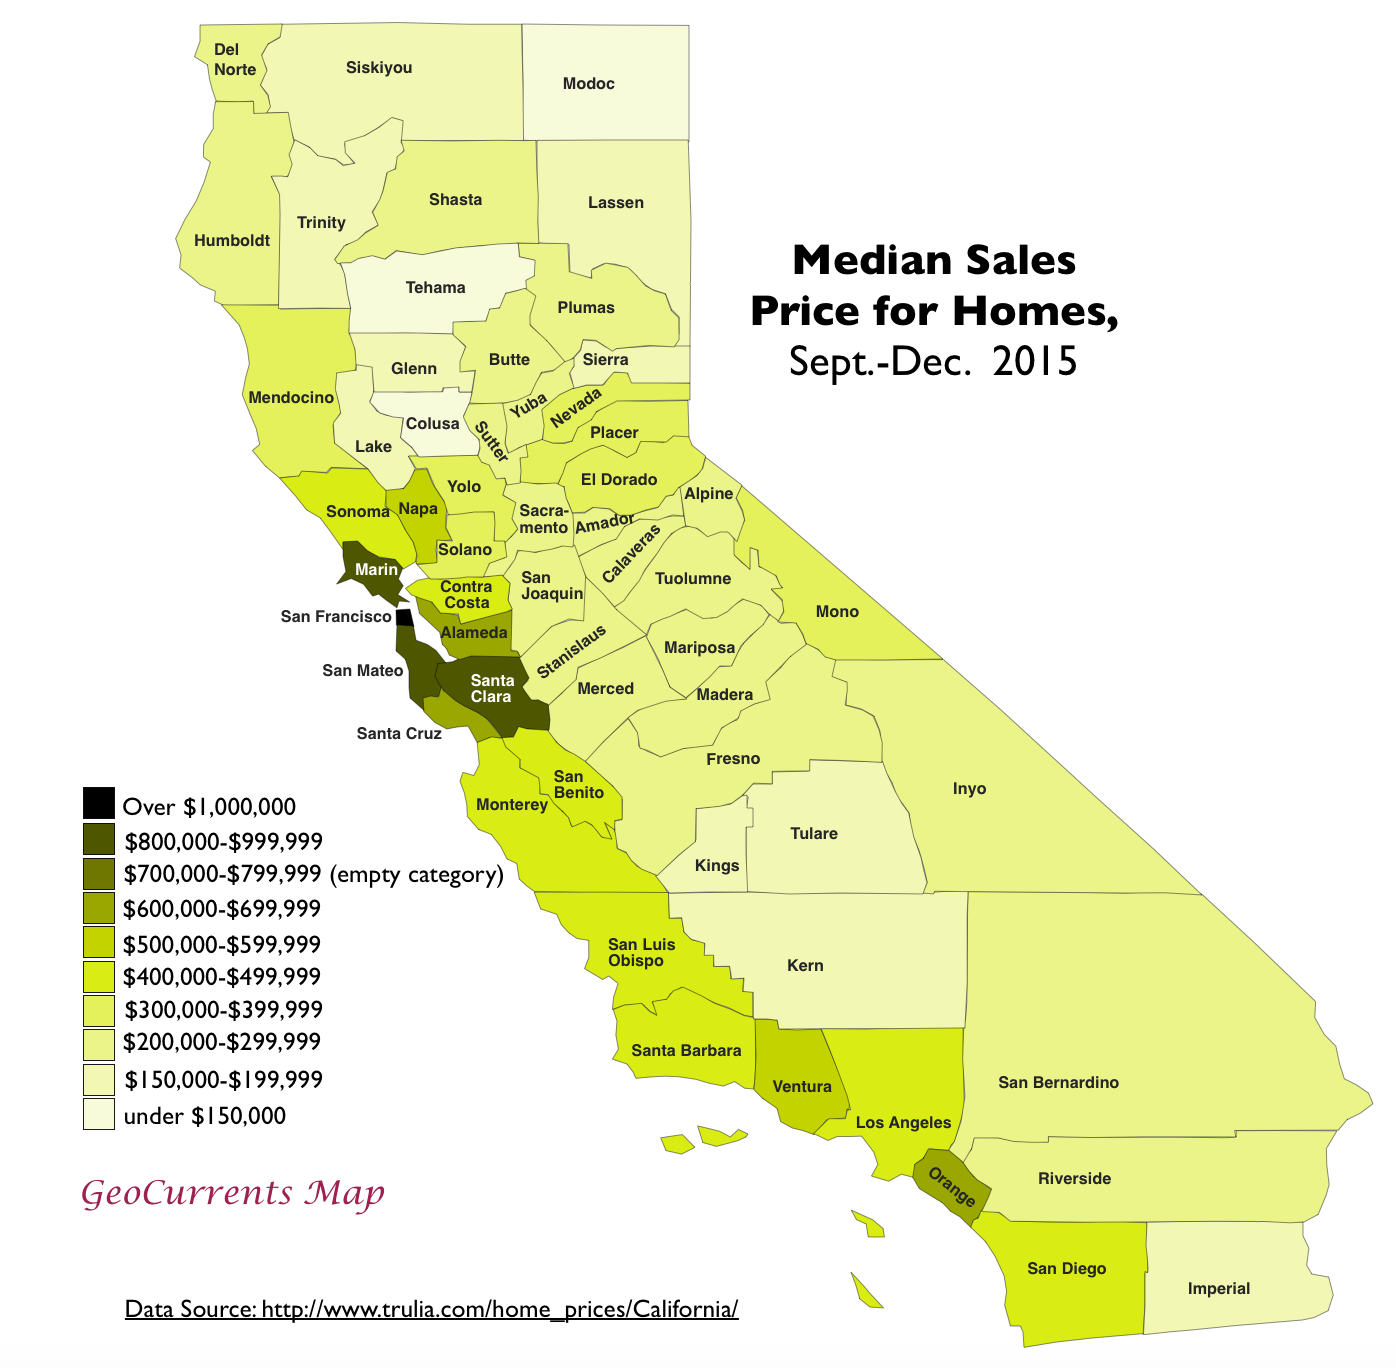 Del
Norte
Siskiyou
Modoc
Shasta
Lassen
Trinity
Humboldt
Median Sales
Price for Homes,
Sept.-Dec. 2015
Tehama
Plumas
Butte
Sierra
Glenn
Mendocino
Yuba
Nevada
Colusa
Placer
Lake
Sutter
El Dorado
Yolo
Alpine
Napa
Sonoma
Sacra-
mento
Amador
Solano
Calaveras
Marin
San
Joaquin
Tuolumne
Contra
Costa
Mono
San Francisco
Alameda
Stanislaus
Mariposa
San Mateo
Santa
Clara
Merced
Madera
Santa Cruz
Fresno
San
Benito
Inyo
Monterey
Tulare
Kings
Over $1,000,000
$800,000-$999,999
$700,000-$799,999 (empty category)
$600,000-$699,999
$500,000-$599,999
$400,000-$499,999
$300,000-$399,999
$200,000-$299,999
$150,000-$199,999
under $150,000
San Luis
Obispo
Kern
Santa Barbara
Ventura
San Bernardino
Los Angeles
Orange
Riverside
San Diego
Imperial
GeoCurrents Map
Data Source: http://www.trulia.com/home_prices/California/